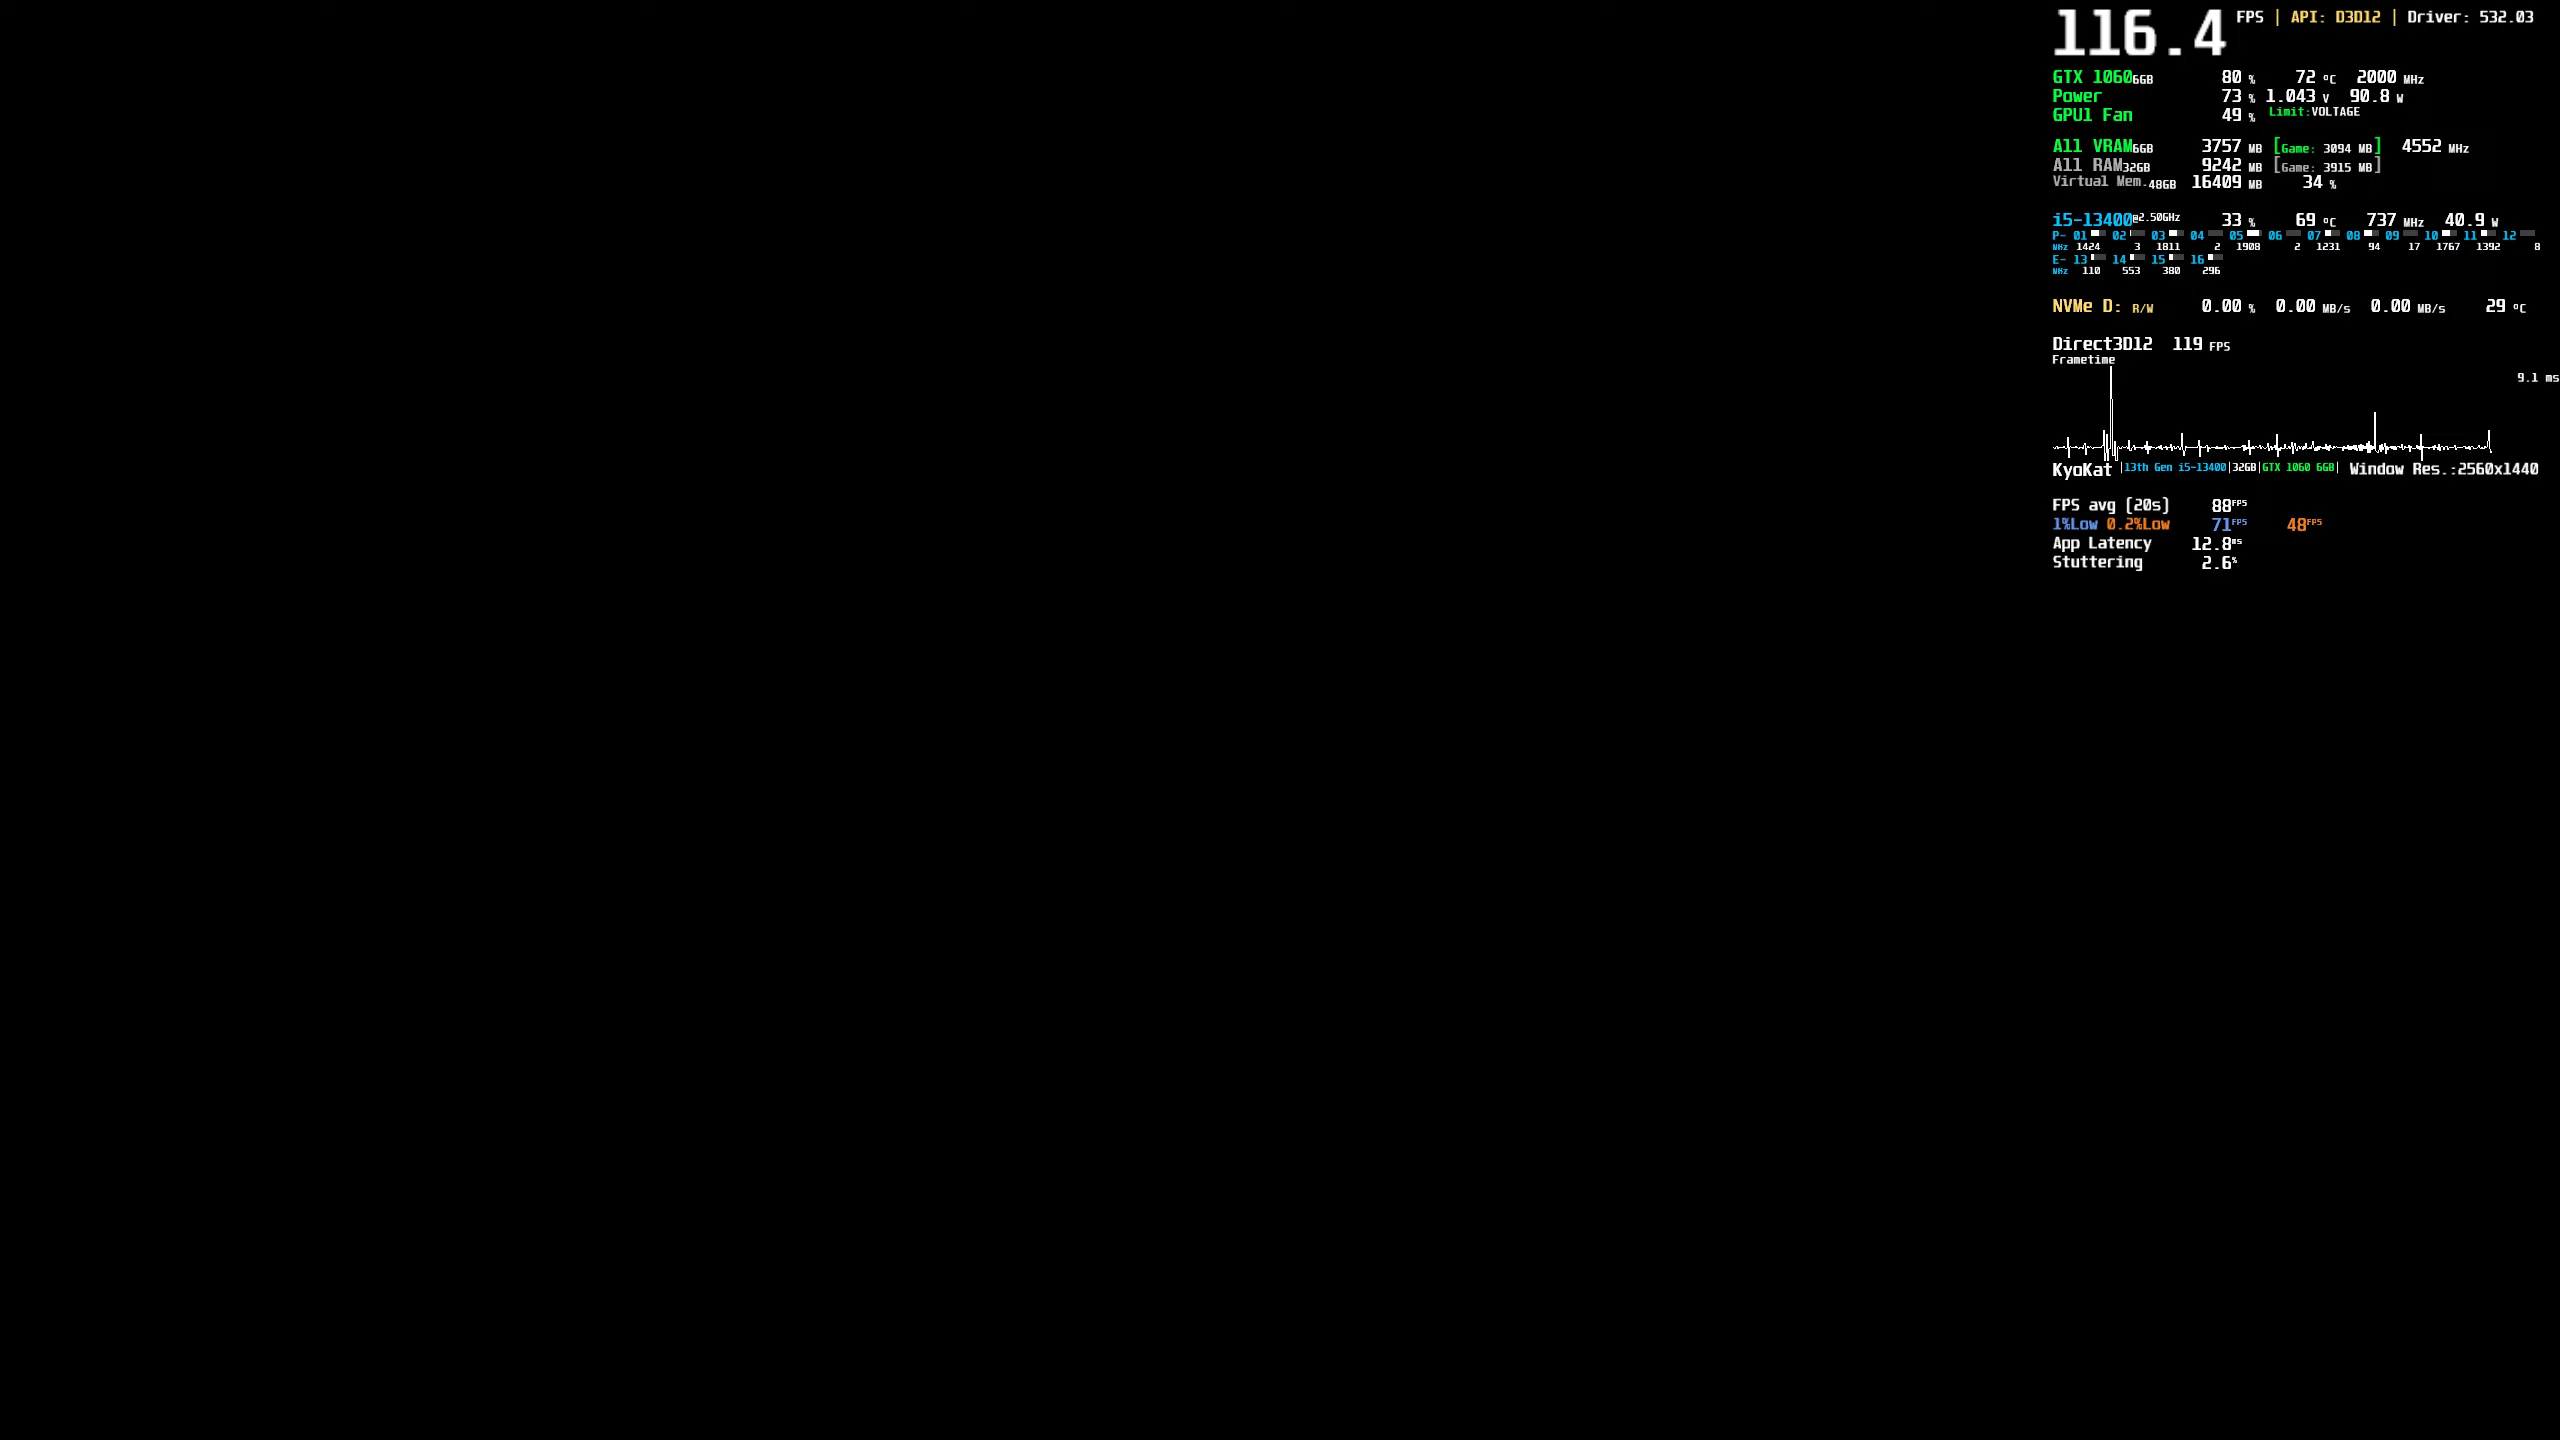 116.4 FPS | API: D3D12 | Driver: 532.03
GTX 1060 6GB 80 % 72 °C 2000 MHz
Power 73 % 1.043 V 90.8 W
GPU1 Fan 49 % Limit:VOLTAGE
All VRAM 6GB 3757 MB [Game: 3094 MB] 4552 MHz
All RAM 32GB 9242 MB [Game: 3915 MB]
Virtual Mem. 48GB 16409 MB 34 %
i5-13400 @2.50GHz 33 % 69 °C 737 MHz 40.9 W
P- 01 02 03 04 05 06 07 08 09 10 11 12
MHz 1424 3 1811 2 1908 2 1231 94 17 1767 1392 8
E- 13 14 15 16
MHz 110 553 380 296
NVMe D: R/W 0.00 % 0.00 MB/s 0.00 MB/s 29 °C
Direct3D12 119 FPS
Frametime
9.1 ms
KyoKat |13th Gen i5-13400|32GB|GTX 1060 6GB| Window Res.:2560x1440
FPS avg [20s] 88 FPS
1%Low 0.2%Low 71 FPS 48 FPS
App Latency 12.8 ms
Stuttering 2.6 %